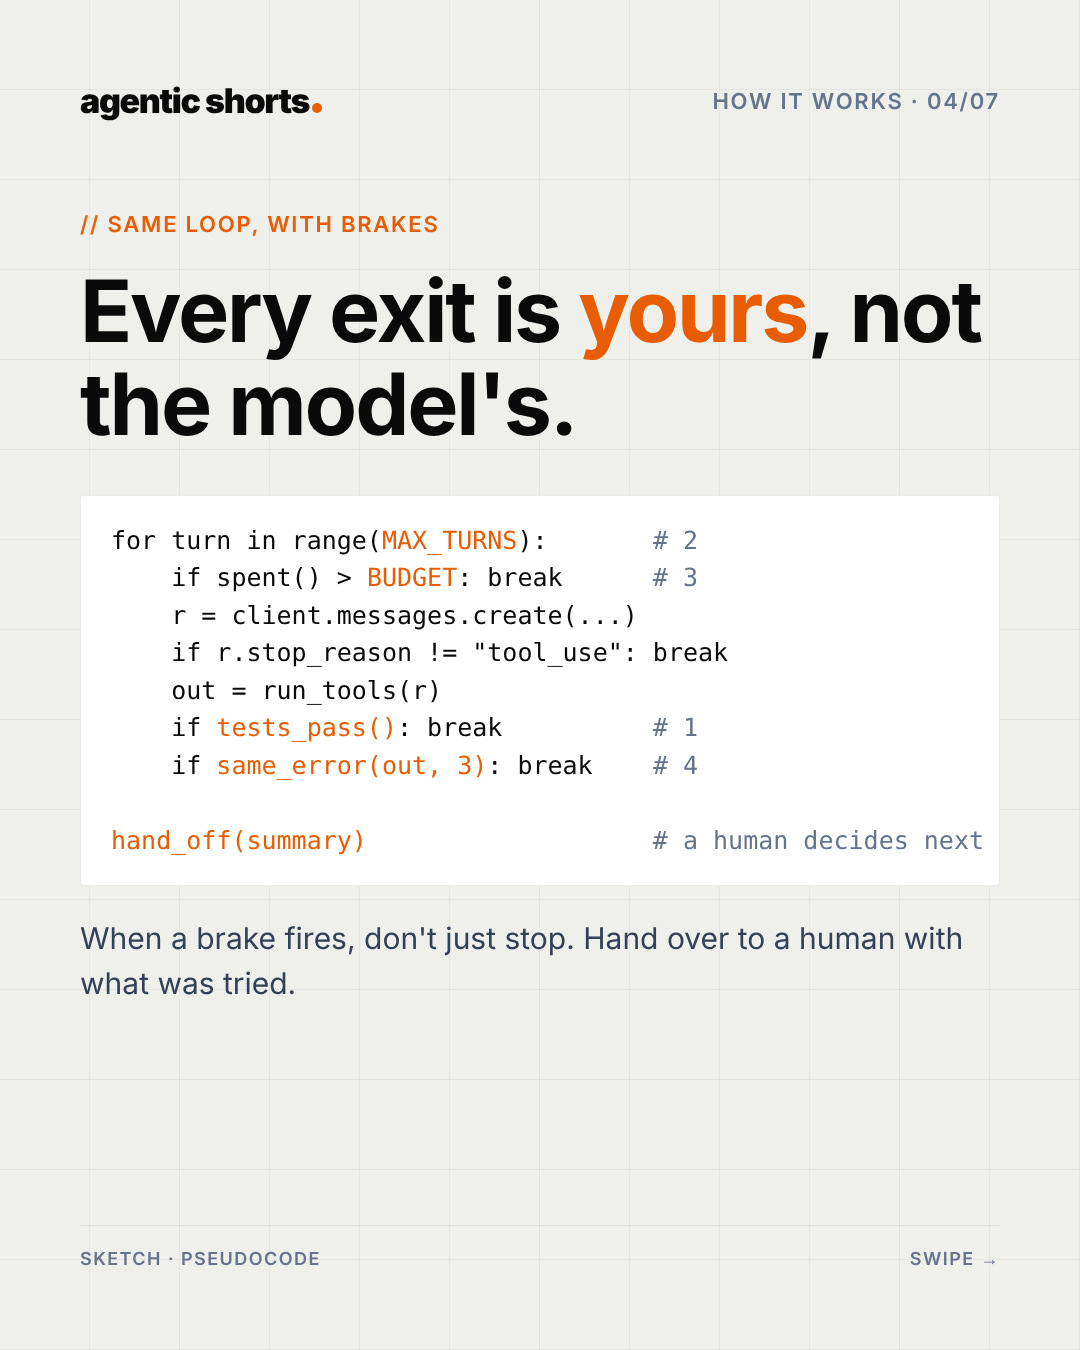 agentic shorts.
HOW IT WORKS · 04/07
// SAME LOOP, WITH BRAKES
Every exit is yours, not
the model's.
for turn in range(MAX_TURNS):       # 2
    if spent() > BUDGET: break      # 3
    r = client.messages.create(...)
    if r.stop_reason != "tool_use": break
    out = run_tools(r)
    if tests_pass(): break          # 1
    if same_error(out, 3): break    # 4
hand_off(summary)                   # a human decides next
When a brake fires, don't just stop. Hand over to a human with
what was tried.
SKETCH · PSEUDOCODE
SWIPE →